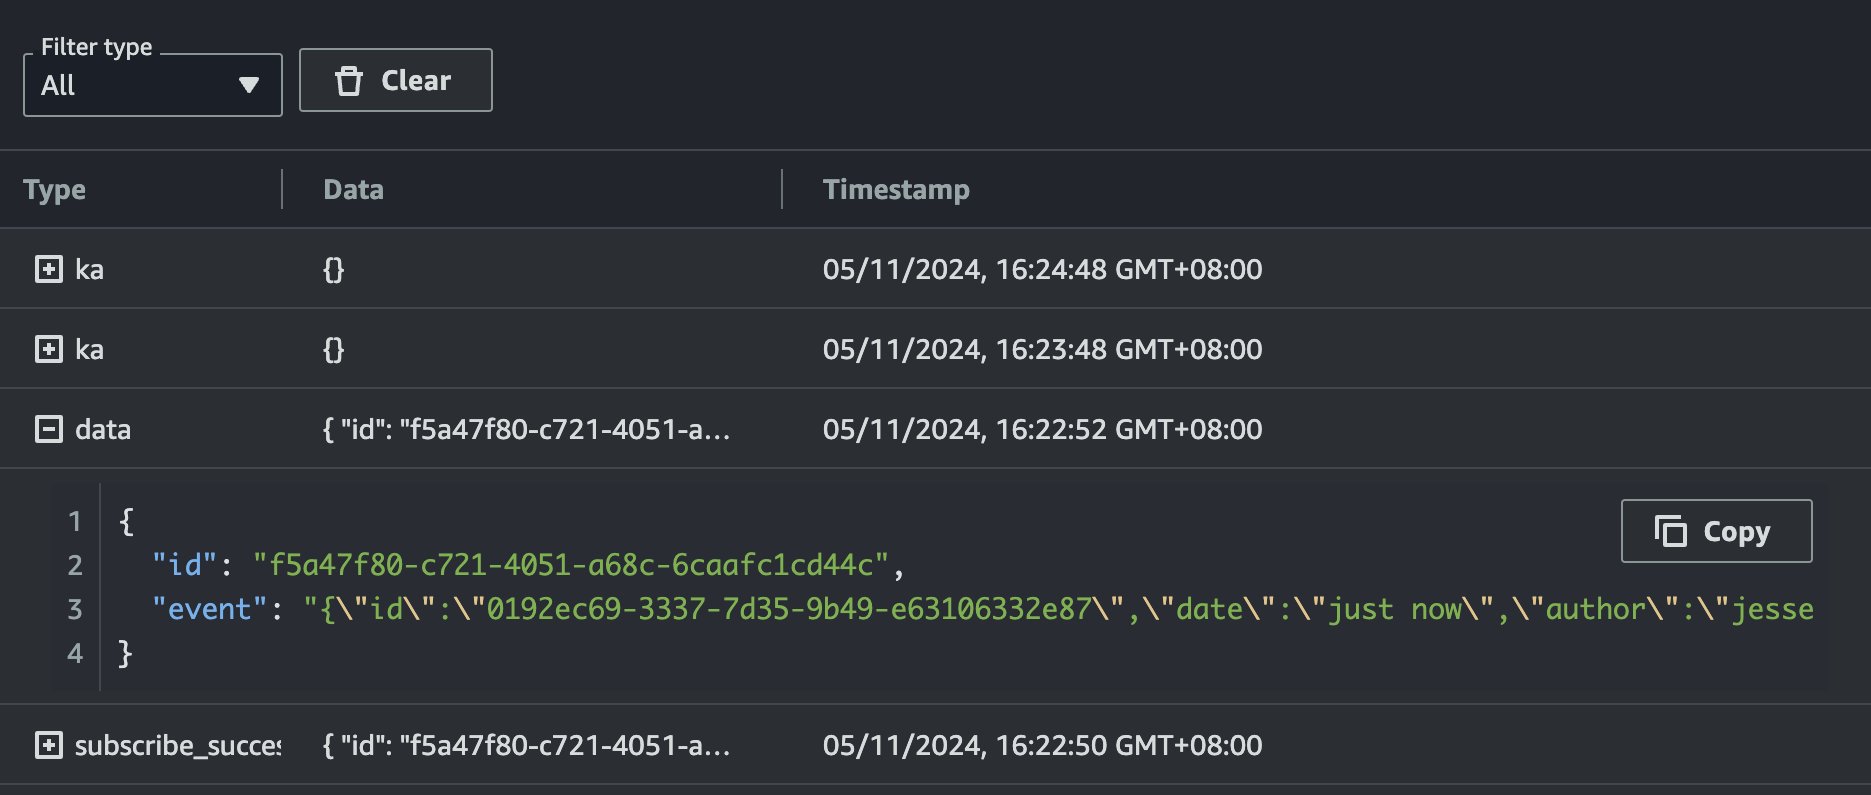 Filter type
All
Clear
Type Data Timestamp
ka {} 05/11/2024, 16:24:48 GMT+08:00
ka {} 05/11/2024, 16:23:48 GMT+08:00
data { "id": "f5a47f80-c721-4051-a... 05/11/2024, 16:22:52 GMT+08:00
Copy
1 {
2 "id": "f5a47f80-c721-4051-a68c-6caafc1cd44c",
3 "event": "{\"id\":\"0192ec69-3337-7d35-9b49-e63106332e87\",\"date\":\"just now\",\"author\":\"jesse
4 }
subscribe_succes { "id": "f5a47f80-c721-4051-a... 05/11/2024, 16:22:50 GMT+08:00